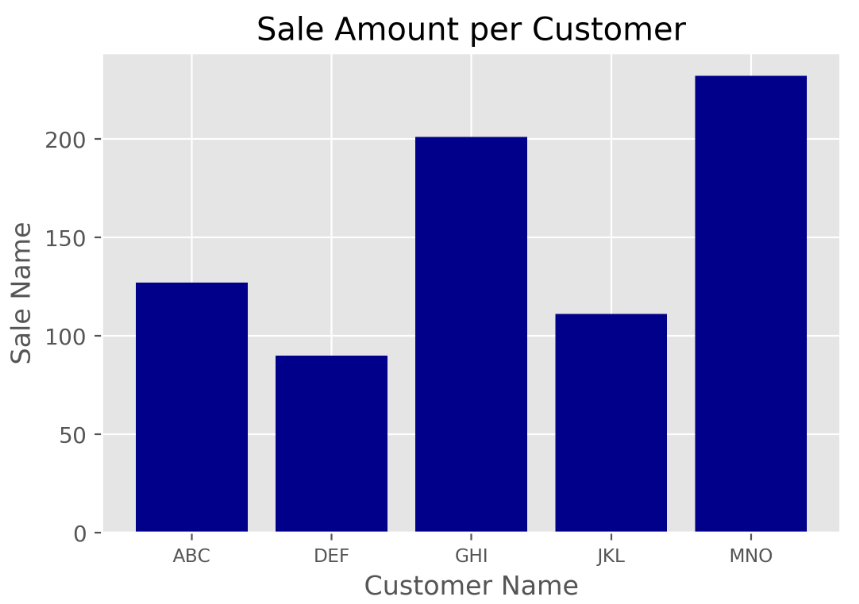 Sale Amount per Customer
Sale Name
200
150
100
50
0
ABC DEF GHI JKL MNO
Customer Name